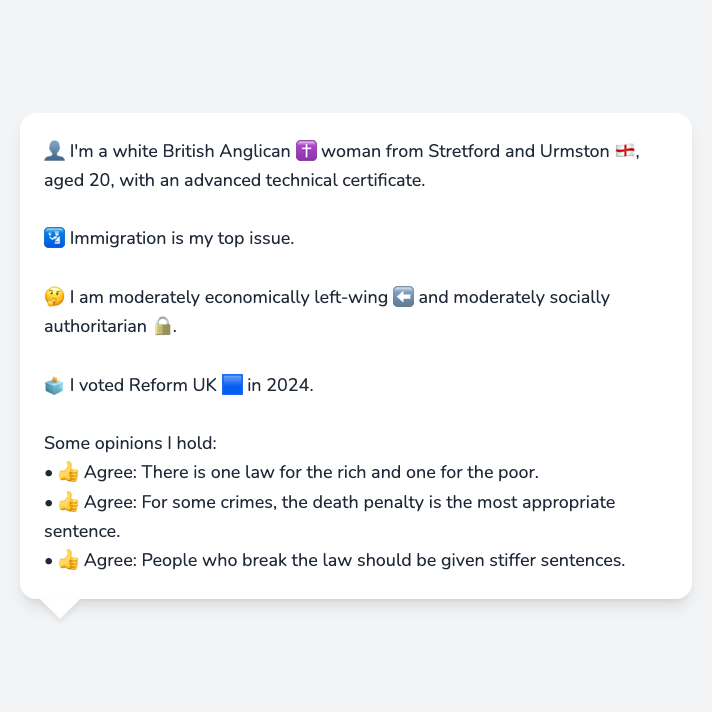 👤 I'm a white British Anglican ✝️ woman from Stretford and Urmston 🏴󠁧󠁢󠁥󠁮󠁧󠁿,
aged 20, with an advanced technical certificate.
🛂 Immigration is my top issue.
🤔 I am moderately economically left-wing ⬅️ and moderately socially
authoritarian 🔒.
🗳️ I voted Reform UK 🟦 in 2024.
Some opinions I hold:
• 👍 Agree: There is one law for the rich and one for the poor.
• 👍 Agree: For some crimes, the death penalty is the most appropriate
sentence.
• 👍 Agree: People who break the law should be given stiffer sentences.